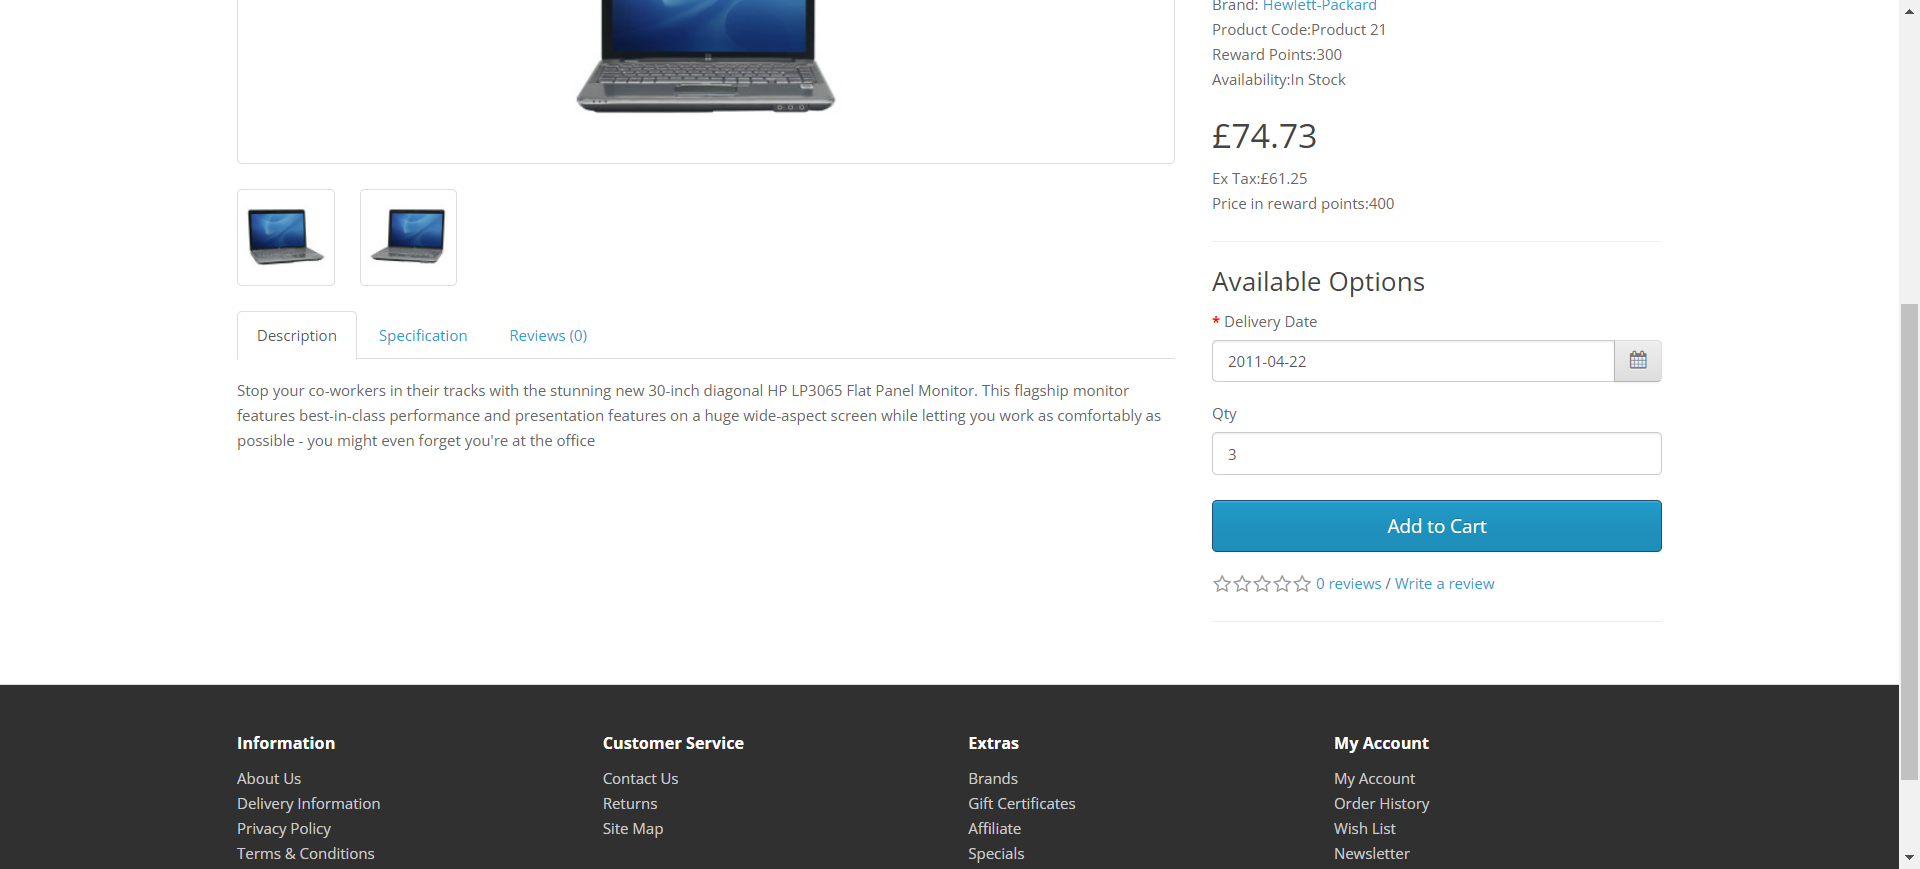 Brand: Hewlett-Packard
Product Code:Product 21
Reward Points:300
Availability:In Stock
£74.73
Ex Tax:£61.25
Price in reward points:400
Available Options
* Delivery Date
2011-04-22
Qty
3
Add to Cart
0 reviews / Write a review
Description
Specification
Reviews (0)
Stop your co-workers in their tracks with the stunning new 30-inch diagonal HP LP3065 Flat Panel Monitor. This flagship monitor
features best-in-class performance and presentation features on a huge wide-aspect screen while letting you work as comfortably as
possible - you might even forget you're at the office
Information
About Us
Delivery Information
Privacy Policy
Terms & Conditions
Customer Service
Contact Us
Returns
Site Map
Extras
Brands
Gift Certificates
Affiliate
Specials
My Account
My Account
Order History
Wish List
Newsletter